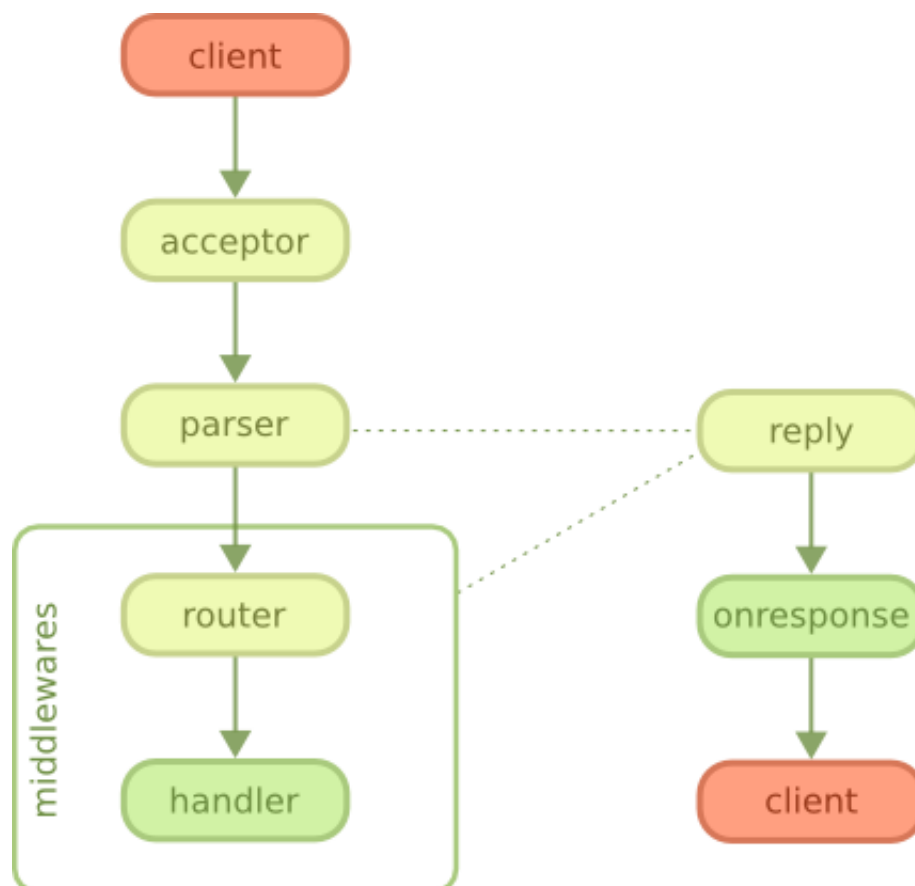 client
acceptor
parser
reply
middlewares
router
onresponse
handler
client